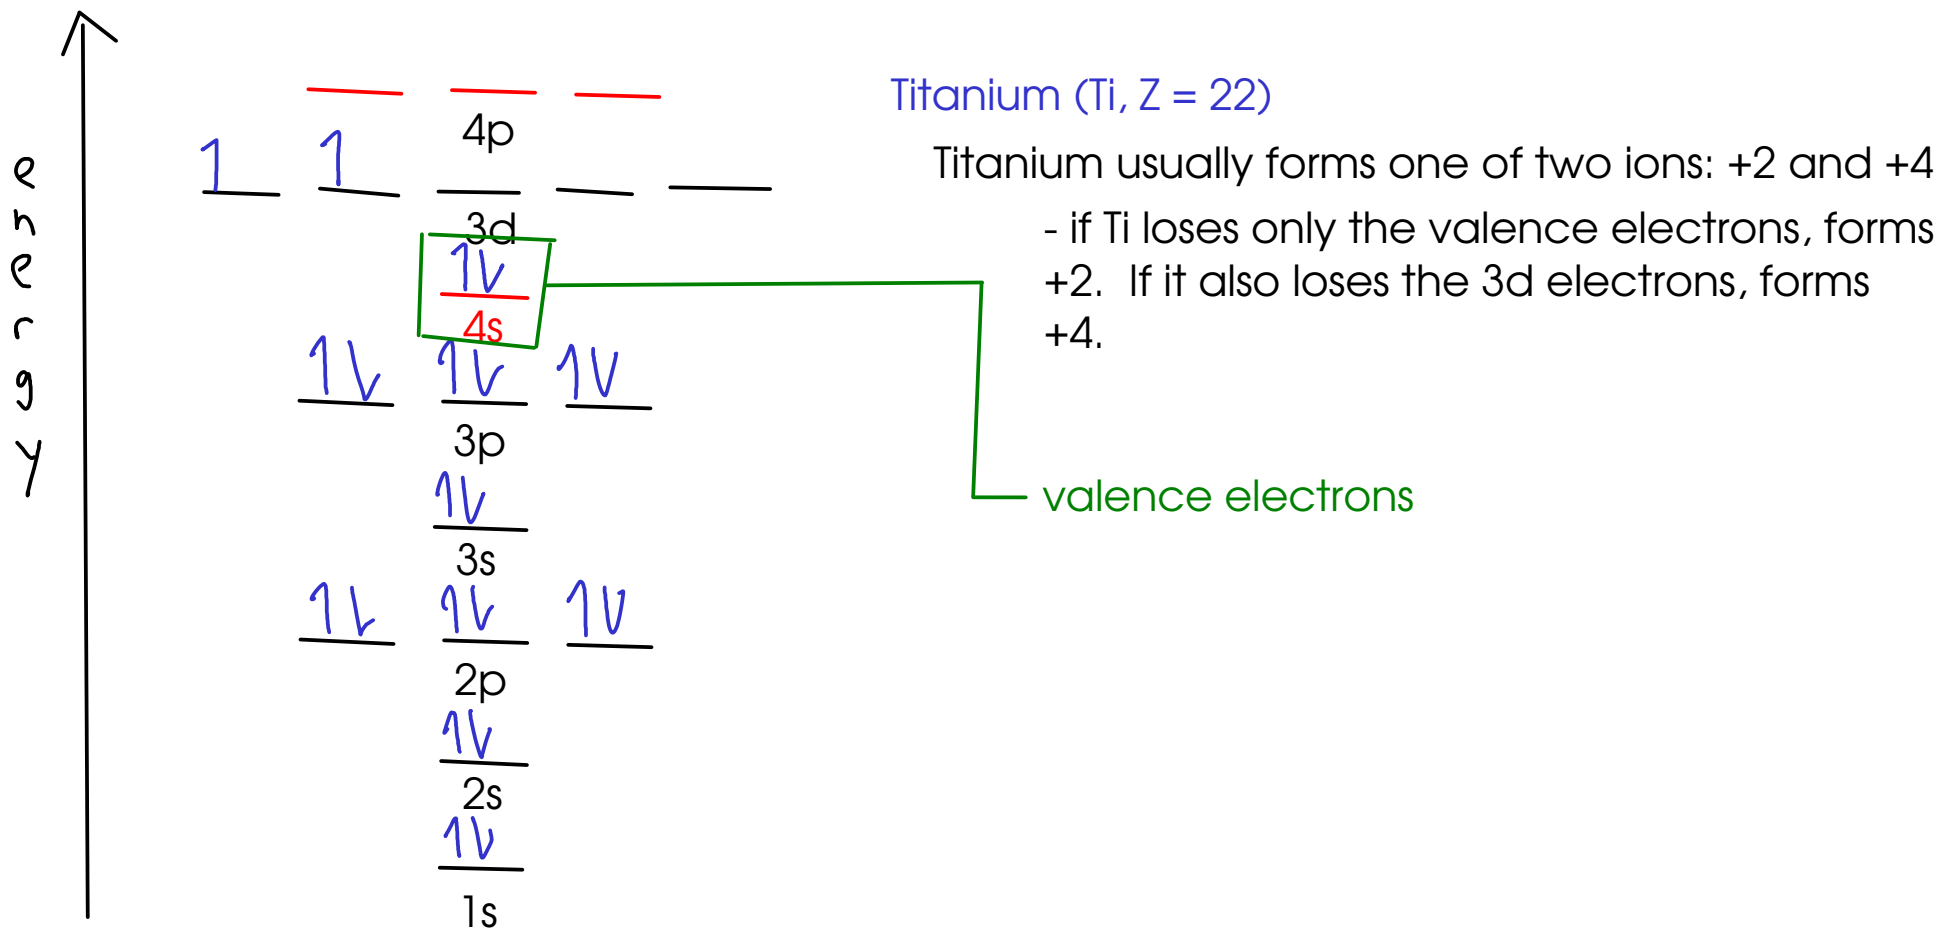 energy
4p
3d
4s
3p
3s
2p
2s
1s
Titanium (Ti, Z = 22)
Titanium usually forms one of two ions: +2 and +4
- if Ti loses only the valence electrons, forms
+2. If it also loses the 3d electrons, forms
+4.
valence electrons